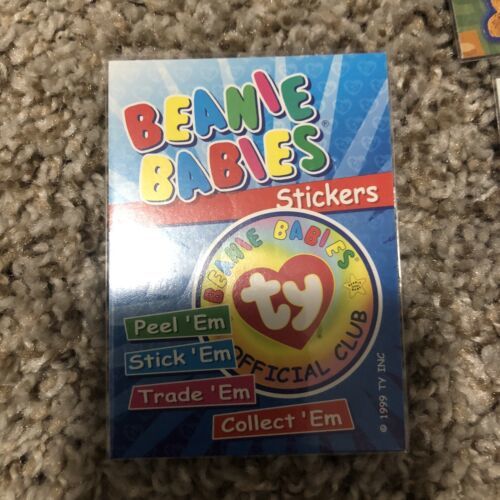 BEANIE
BABIES®
Stickers
BEANIE BABIES
ty
OFFICIAL CLUB
Peel 'Em
Stick 'Em
Trade 'Em
Collect 'Em
© 1999 TY INC